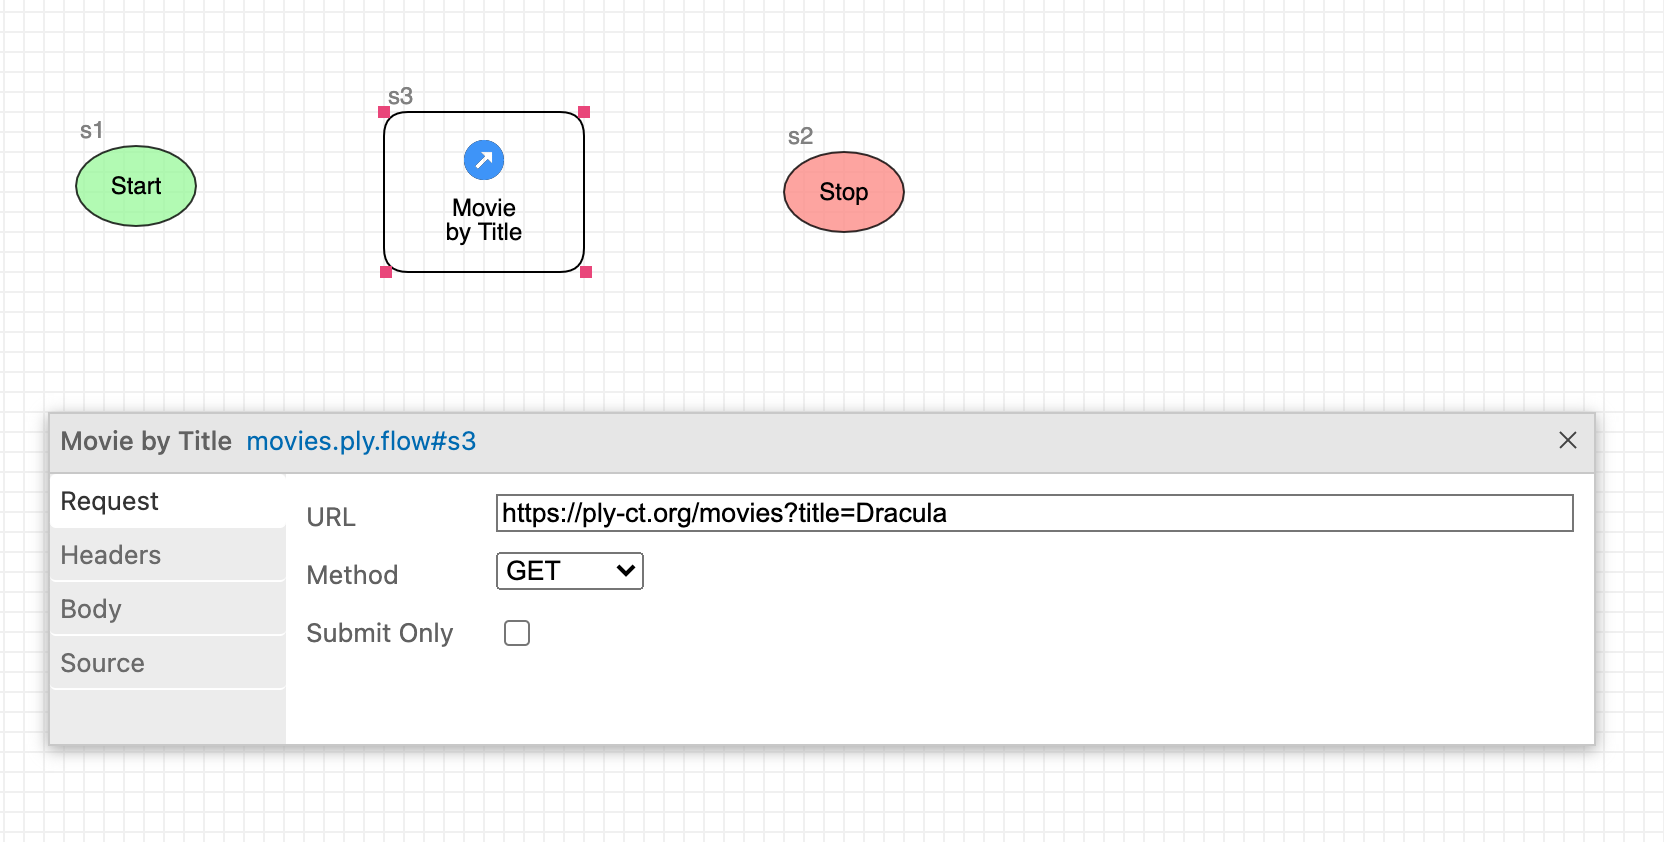 s1
Start
s3
Movie
by Title
s2
Stop
Movie by Title movies.ply.flow#s3
Request
Headers
Body
Source
URL https://ply-ct.org/movies?title=Dracula
Method GET
Submit Only